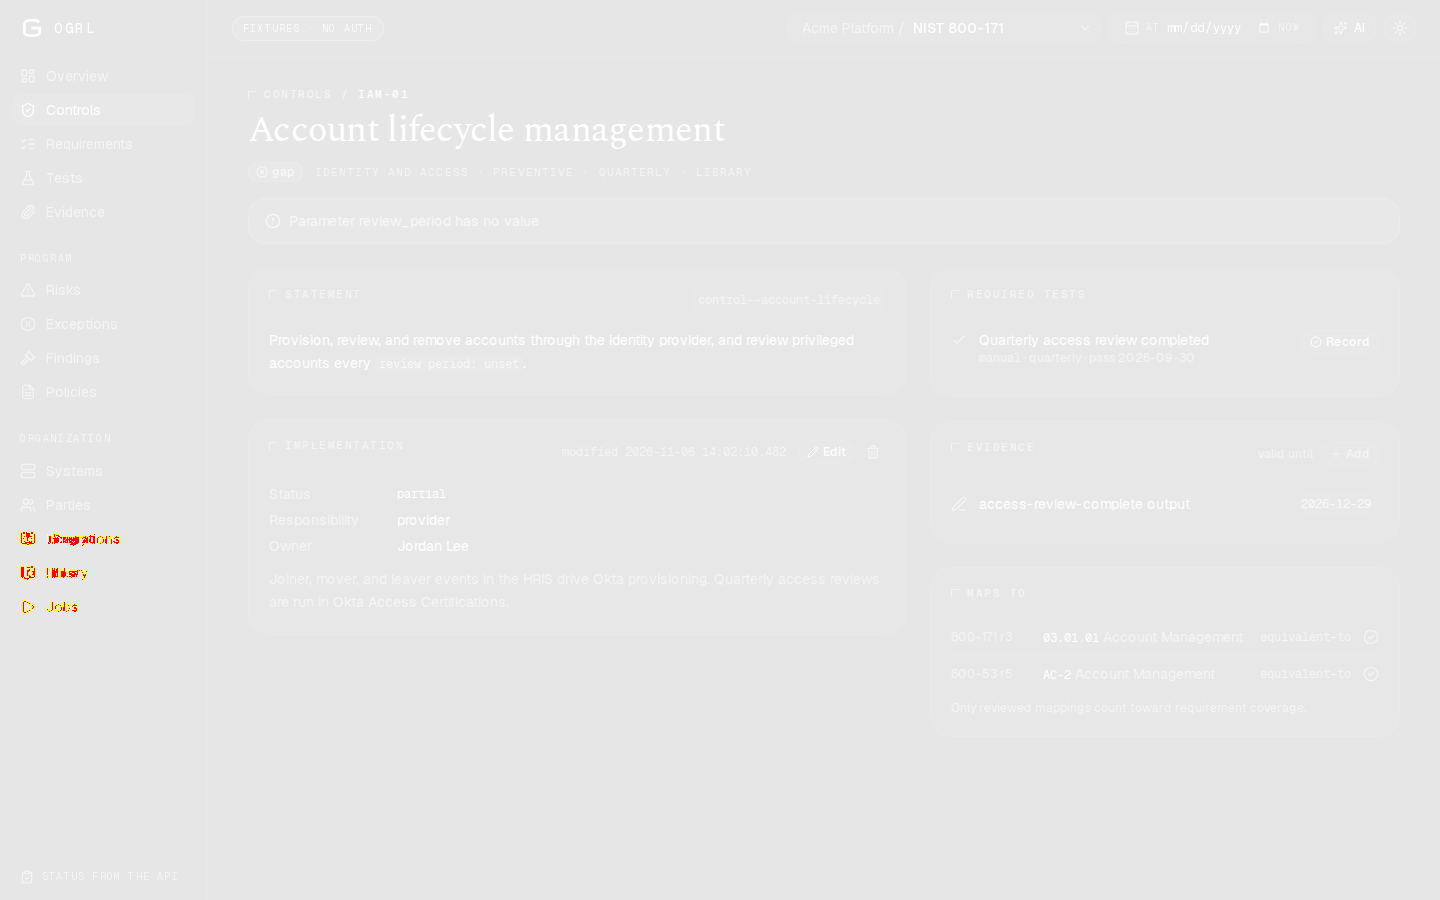 OGRL
FIXTURES NO AUTH
Acme Platform / NIST 800-171
AT mm/dd/yyyy NOW
AI
Overview
Controls
Requirements
Tests
Evidence
PROGRAM
Risks
Exceptions
Findings
Policies
ORGANIZATION
Systems
Parties
Jobs
STATUS FROM THE API
CONTROLS / IAM-01
Account lifecycle management
gap IDENTITY AND ACCESS · PREVENTIVE · QUARTERLY · LIBRARY
Parameter review_period has no value
STATEMENT
control--account-lifecycle
Provision, review, and remove accounts through the identity provider, and review privileged
accounts every review period: unset.
IMPLEMENTATION
modified 2026-11-06 14:02:10.482 Edit
Status partial
Responsibility provider
Owner Jordan Lee
Joiner, mover, and leaver events in the HRIS drive Okta provisioning. Quarterly access reviews
are run in Okta Access Certifications.
REQUIRED TESTS
Quarterly access review completed
manual · quarterly · pass 2026-09-30
Record
EVIDENCE
valid until + Add
access-review-complete output 2026-12-29
MAPS TO
800-171r3 03.01.01 Account Management equivalent-to
800-53r5 AC-2 Account Management equivalent-to
Only reviewed mappings count toward requirement coverage.